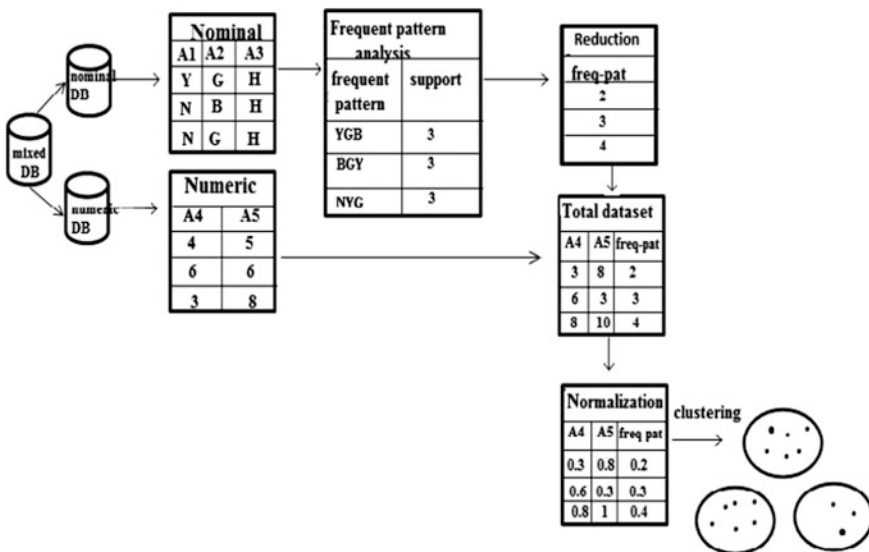 mixed
DB
nominal
DB
numeric
DB
Nominal
A1 A2 A3
Y G H
N B H
N G H
Numeric
A4 A5
4 5
6 6
3 8
Frequent pattern
analysis
frequent
pattern
support
YGB 3
BGY 3
NYG 3
Reduction
freq-pat
2
3
4
Total dataset
A4 A5 freq-pat
3 8 2
6 3 3
8 10 4
Normalization
A4 A5 freq pat
0.3 0.8 0.2
0.6 0.3 0.3
0.8 1 0.4
clustering